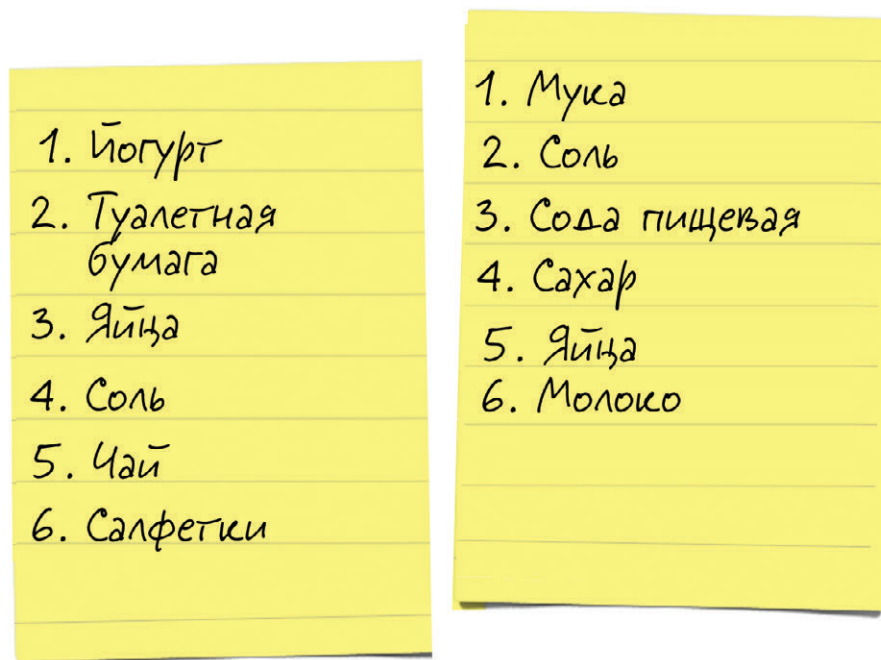 1. Йогурт
2. Туалетная
бумага
3. Яйца
4. Соль
5. Чай
6. Салфетки
1. Мука
2. Соль
3. Сода пищевая
4. Сахар
5. Яйца
6. Молоко